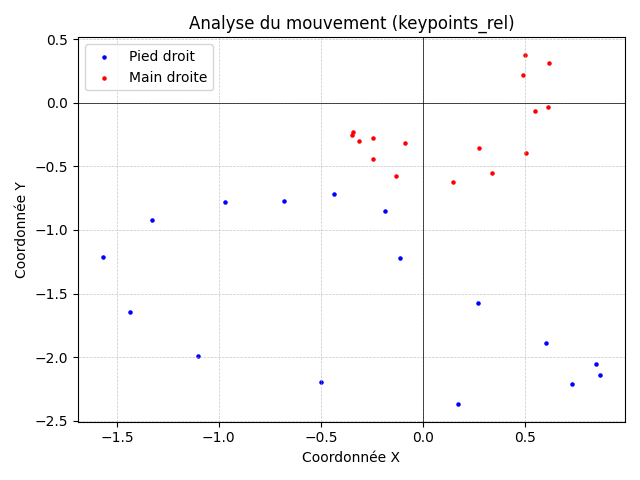 Analyse du mouvement (keypoints_rel)
Pied droit
Main droite
Coordonnée Y
0.5
0.0
−0.5
−1.0
−1.5
−2.0
−2.5
−1.5 −1.0 −0.5 0.0 0.5
Coordonnée X